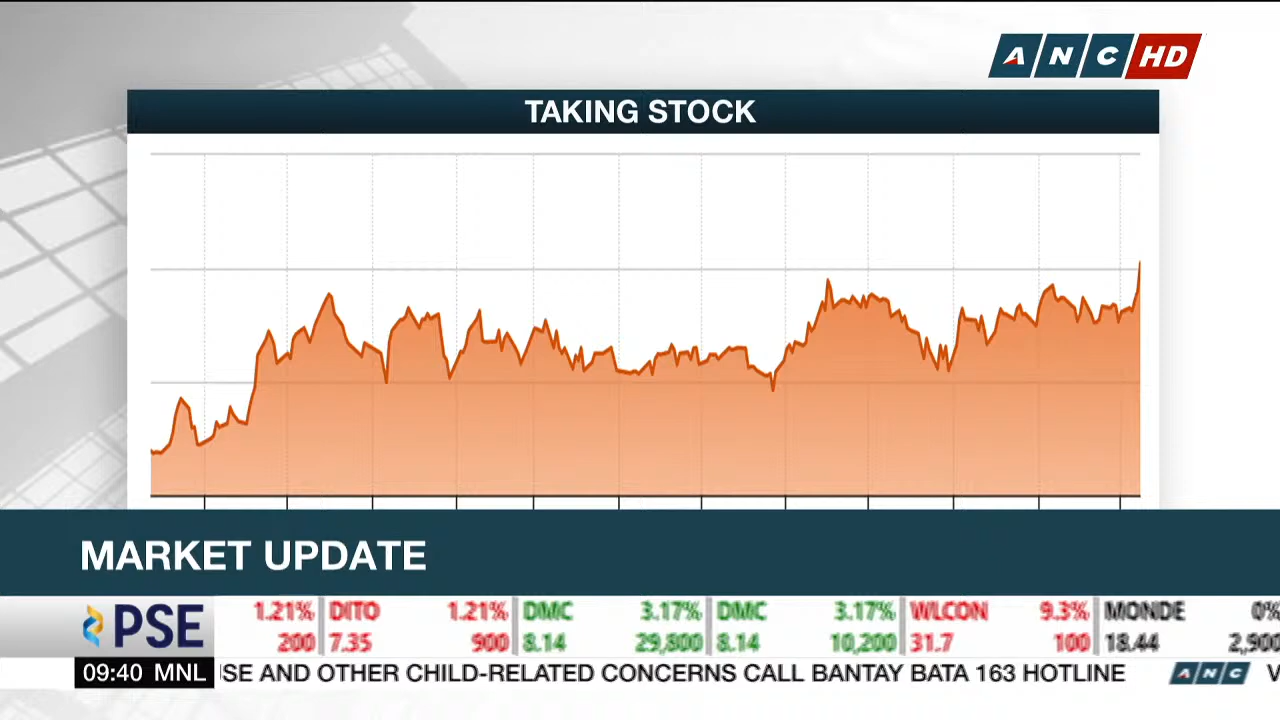 ANC HD
TAKING STOCK
MARKET UPDATE
PSE
1.21% DITO 1.21% DMC 3.17% DMC 3.17% WLCON 9.3% MONDE 0%
200 7.35 900 8.14 29,800 8.14 10,200 31.7 100 18.44 2,900
09:40 MNL
SE AND OTHER CHILD-RELATED CONCERNS CALL BANTAY BATA 163 HOTLINE ANC V